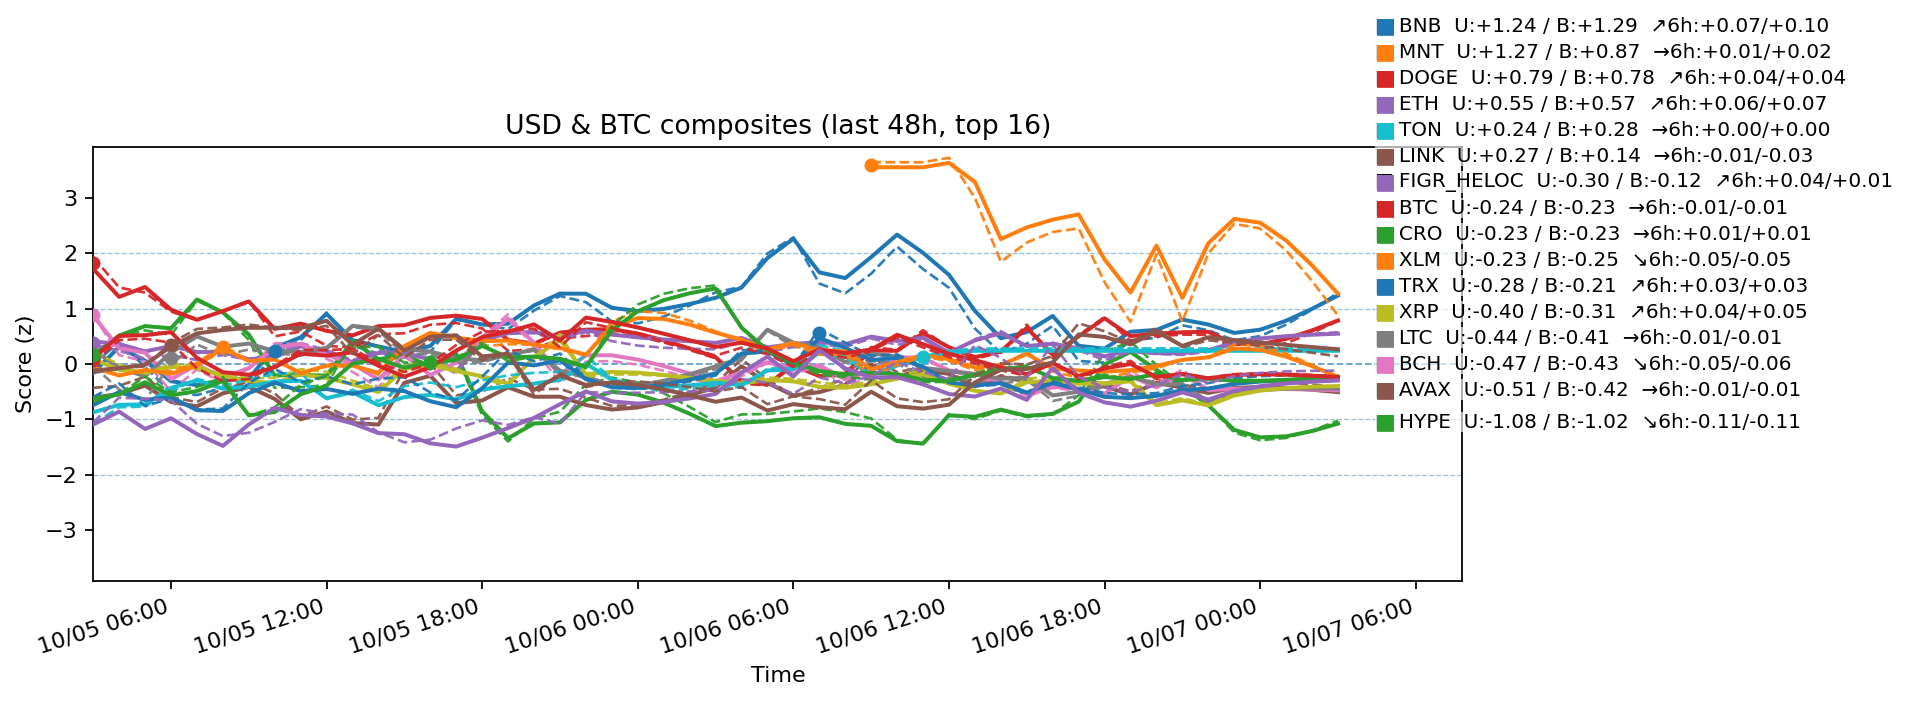 BNB  U:+1.24 / B:+1.29  ↗6h:+0.07/+0.10
MNT  U:+1.27 / B:+0.87  →6h:+0.01/+0.02
DOGE  U:+0.79 / B:+0.78  ↗6h:+0.04/+0.04
ETH  U:+0.55 / B:+0.57  ↗6h:+0.06/+0.07
TON  U:+0.24 / B:+0.28  →6h:+0.00/+0.00
LINK  U:+0.27 / B:+0.14  →6h:-0.01/-0.03
FIGR_HELOC  U:-0.30 / B:-0.12  ↗6h:+0.04/+0.01
BTC  U:-0.24 / B:-0.23  →6h:-0.01/-0.01
CRO  U:-0.23 / B:-0.23  →6h:+0.01/+0.01
XLM  U:-0.23 / B:-0.25  ↘6h:-0.05/-0.05
TRX  U:-0.28 / B:-0.21  ↗6h:+0.03/+0.03
XRP  U:-0.40 / B:-0.31  ↗6h:+0.04/+0.05
LTC  U:-0.44 / B:-0.41  →6h:-0.01/-0.01
BCH  U:-0.47 / B:-0.43  ↘6h:-0.05/-0.06
AVAX  U:-0.51 / B:-0.42  →6h:-0.01/-0.01
HYPE  U:-1.08 / B:-1.02  ↘6h:-0.11/-0.11
USD & BTC composites (last 48h, top 16)
Score (z)
3
2
1
0
−1
−2
−3
10/05 06:00
10/05 12:00
10/05 18:00
10/06 00:00
10/06 06:00
10/06 12:00
10/06 18:00
10/07 00:00
10/07 06:00
Time